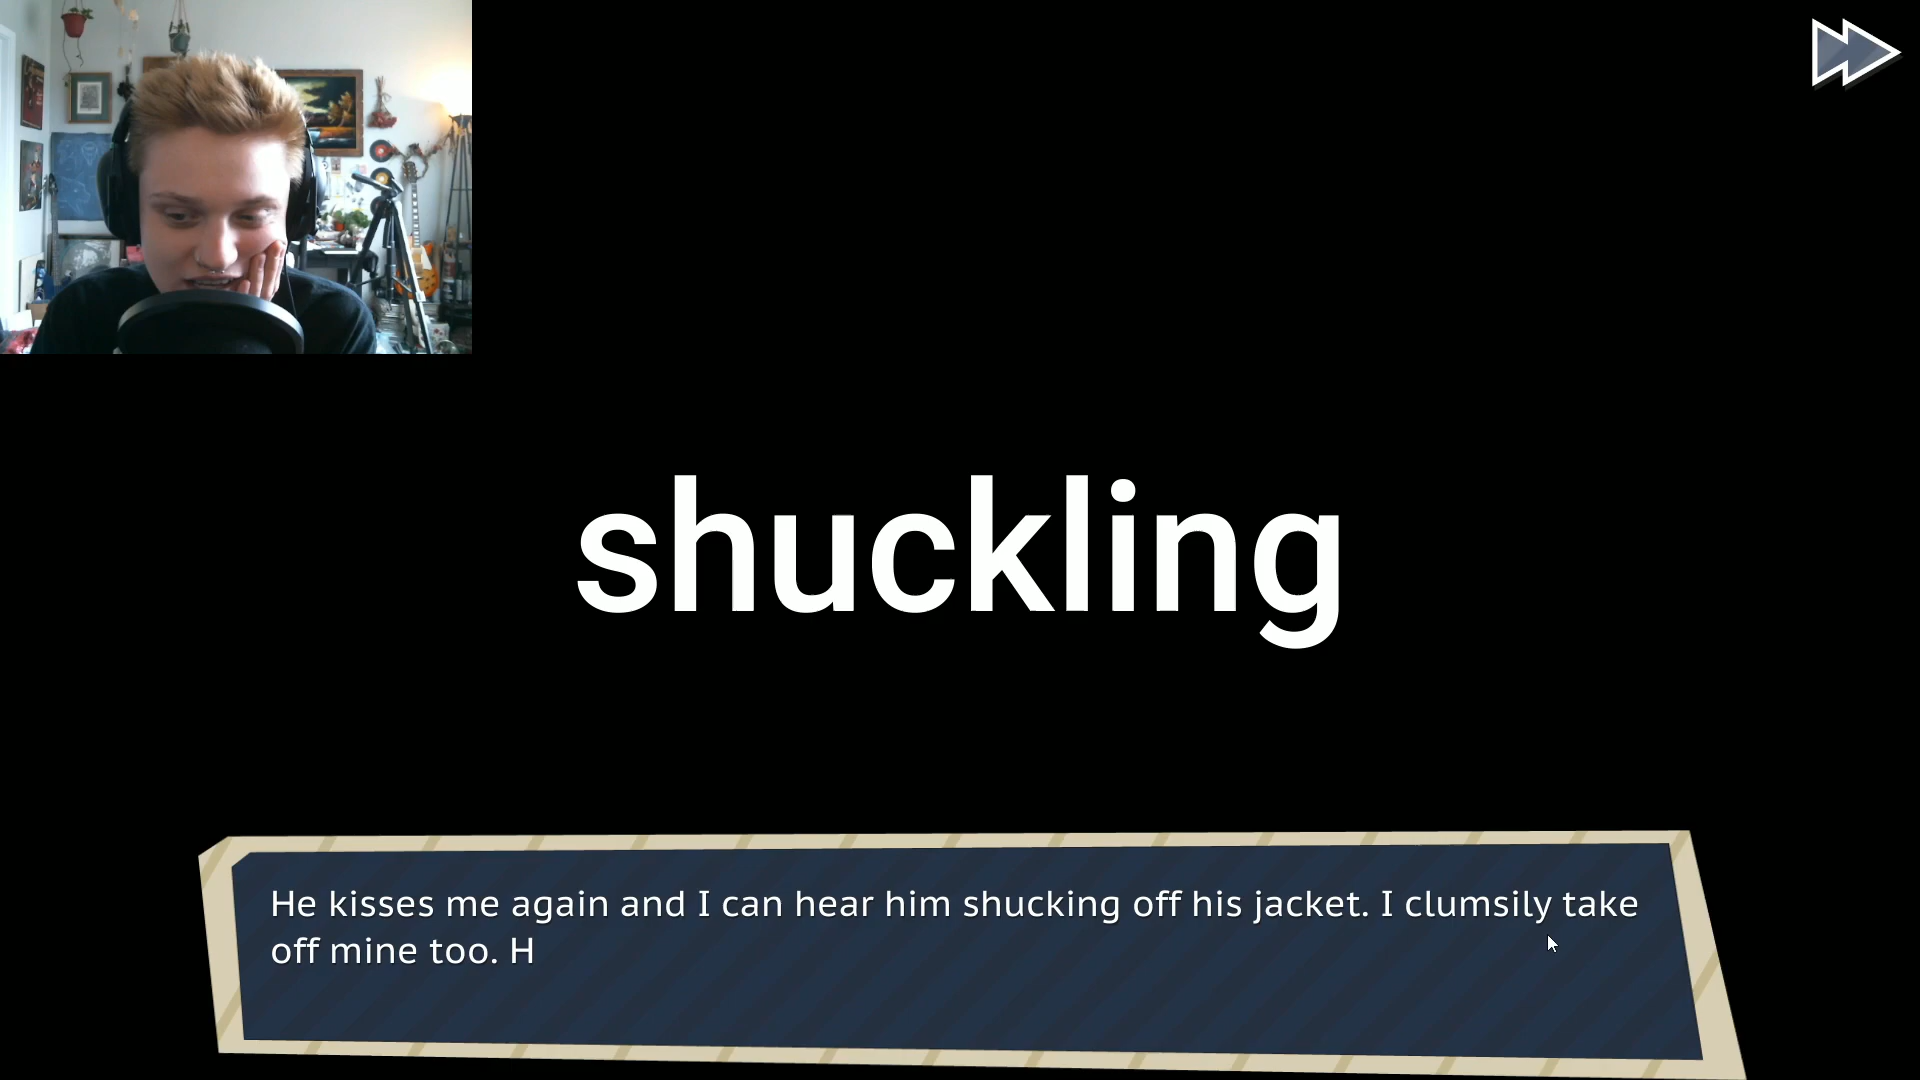 shuckling
He kisses me again and I can hear him shucking off his jacket. I clumsily take
off mine too. H